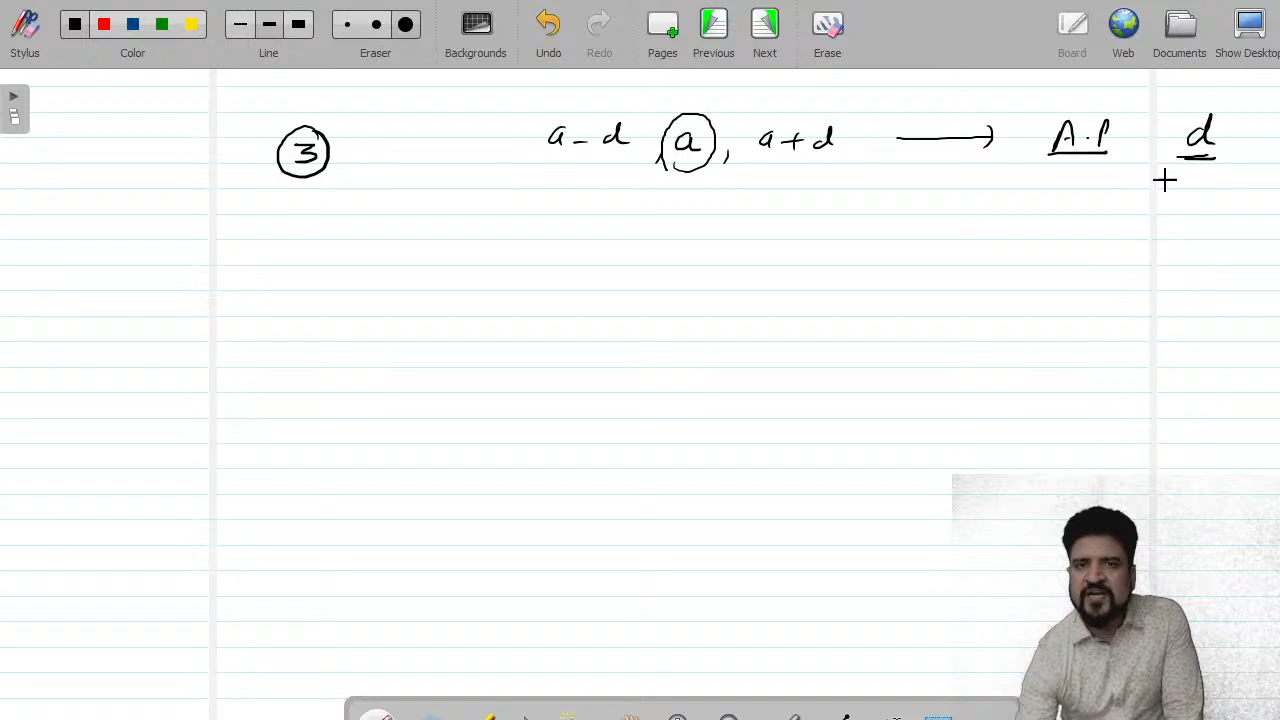 Stylus Color Line Eraser Backgrounds Undo Redo Pages Previous Next Erase Board Web Documents Show Desktop
3 a - d , a , a + d → A.P d